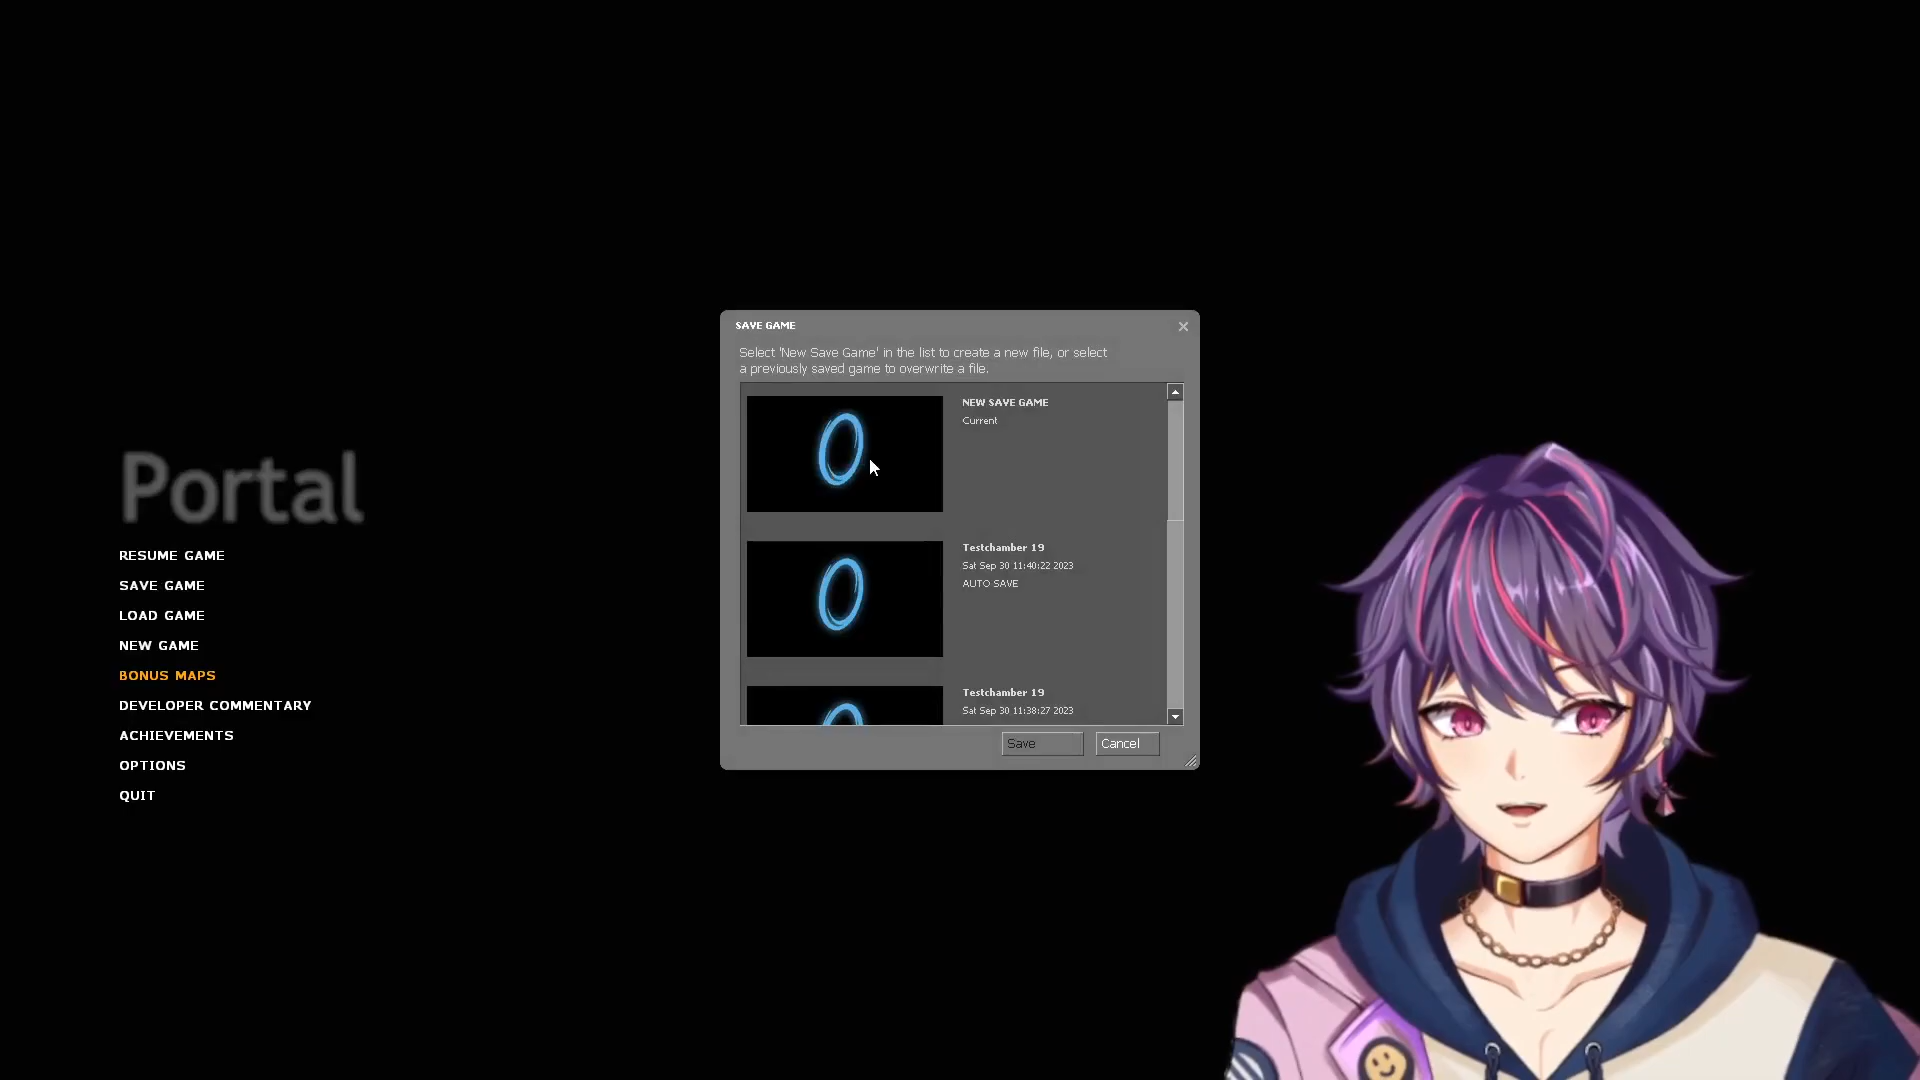 SAVE GAME
Select 'New Save Game' in the list to create a new file, or select
a previously saved game to overwrite a file.
NEW SAVE GAME
Current
Testchamber 19
Sat Sep 30 11:40:22 2023
AUTO SAVE
Testchamber 19
Sat Sep 30 11:38:27 2023
Save
Cancel
Portal
RESUME GAME
SAVE GAME
LOAD GAME
NEW GAME
BONUS MAPS
DEVELOPER COMMENTARY
ACHIEVEMENTS
OPTIONS
QUIT